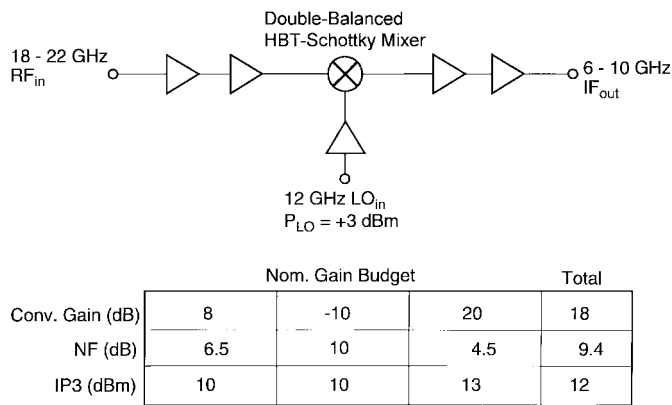 Double-Balanced
HBT-Schottky Mixer
18 - 22 GHz
RFin
6 - 10 GHz
IFout
12 GHz LOin
PLO = +3 dBm
Nom. Gain Budget Total
Conv. Gain (dB) 8 -10 20 18
NF (dB) 6.5 10 4.5 9.4
IP3 (dBm) 10 10 13 12